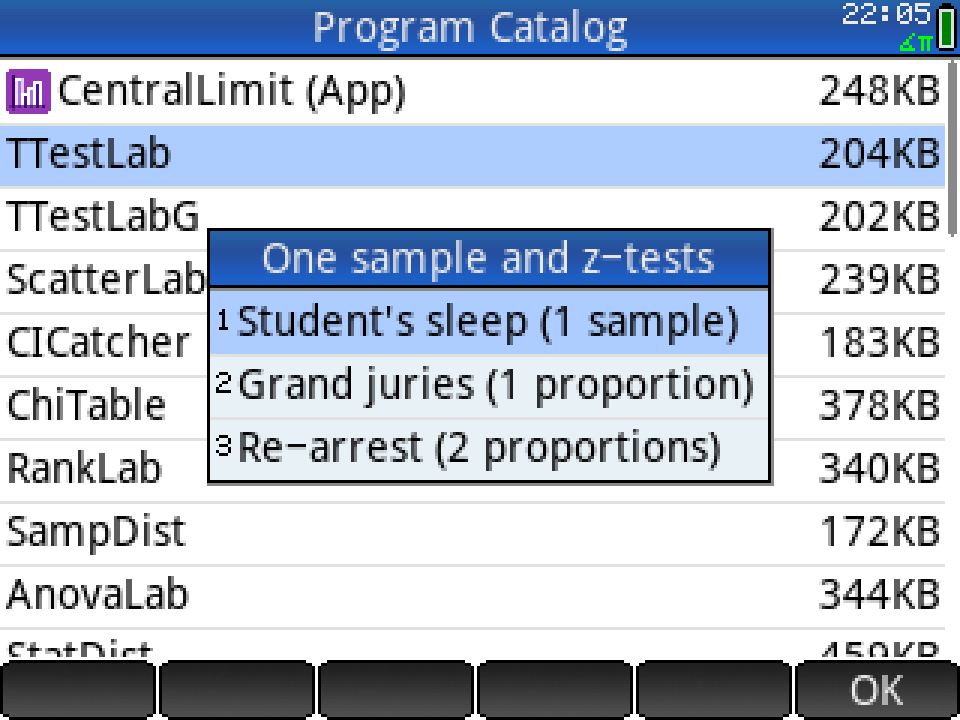 Program Catalog
22:05
∡π
CentralLimit (App) 248KB
TTestLab 204KB
TTestLabG 202KB
ScatterLab 239KB
CICatcher 183KB
ChiTable 378KB
RankLab 340KB
SampDist 172KB
AnovaLab 344KB
StatDist 459KB
One sample and z-tests
1 Student's sleep (1 sample)
2 Grand juries (1 proportion)
3 Re-arrest (2 proportions)
OK